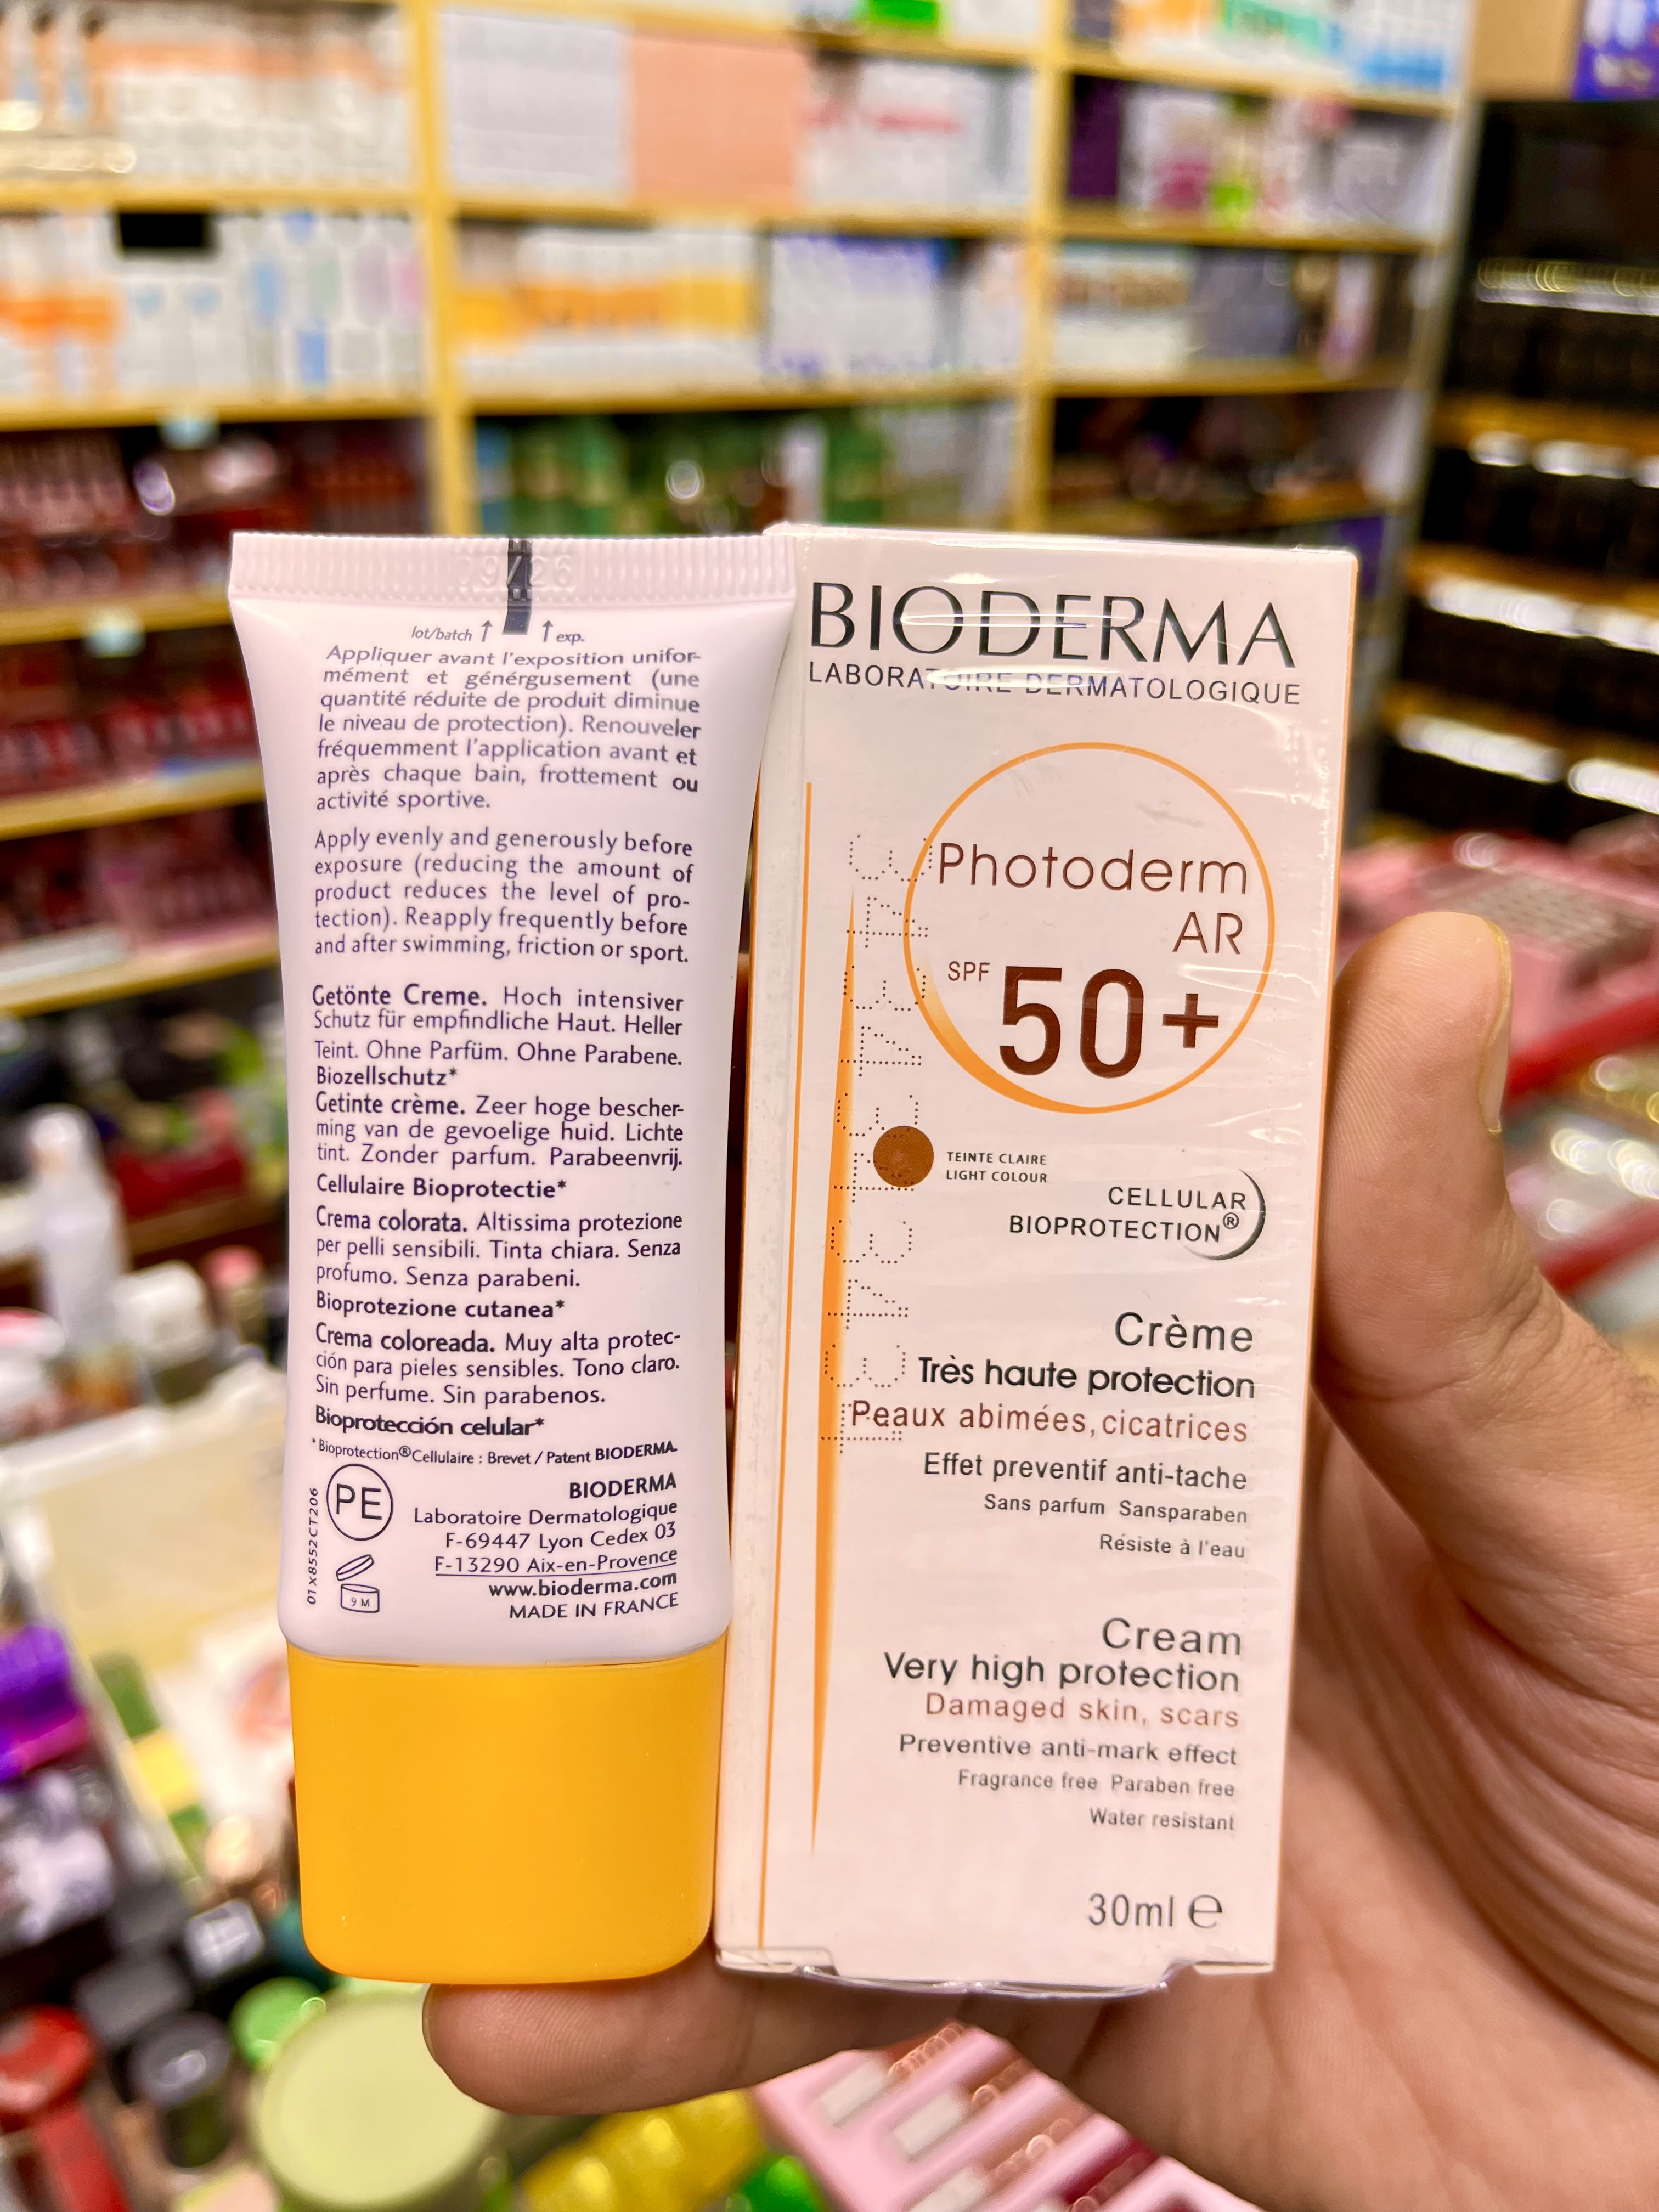 09/26
lot/batch ↑ ↑ exp.
Appliquer avant l'exposition unifor-
mément et générgusement (une
quantité réduite de produit diminue
le niveau de protection). Renouveler
fréquemment l'application avant et
après chaque bain, frottement ou
activité sportive.
Apply evenly and generously before
exposure (reducing the amount of
product reduces the level of pro-
tection). Reapply frequently before
and after swimming, friction or sport.
Getönte Creme. Hoch intensiver
Schutz für empfindliche Haut. Heller
Teint. Ohne Parfüm. Ohne Parabene.
Biozellschutz*
Getinte crème. Zeer hoge bescher-
ming van de gevoelige huid. Lichte
tint. Zonder parfum. Parabeenvrij.
Cellulaire Bioprotectie*
Crema colorata. Altissima protezione
per pelli sensibili. Tinta chiara. Senza
profumo. Senza parabeni.
Bioprotezione cutanea*
Crema coloreada. Muy alta protec-
ción para pieles sensibles. Tono claro.
Sin perfume. Sin parabenos.
Bioprotección celular*
*Bioprotection®Cellulaire : Brevet / Patent BIODERMA.
PE
BIODERMA
Laboratoire Dermatologique
F-69447 Lyon Cedex 03
F-13290 Aix-en-Provence
www.bioderma.com
MADE IN FRANCE
9 M
01x8552CT206
BIODERMA
LABORATOIRE DERMATOLOGIQUE
Photoderm
AR
SPF 50+
TEINTE CLAIRE
LIGHT COLOUR
CELLULAR
BIOPROTECTION®
Crème
Très haute protection
Peaux abimées, cicatrices
Effet preventif anti-tache
Sans parfum Sansparaben
Résiste à l'eau
Cream
Very high protection
Damaged skin, scars
Preventive anti-mark effect
Fragrance free Paraben free
Water resistant
30ml e